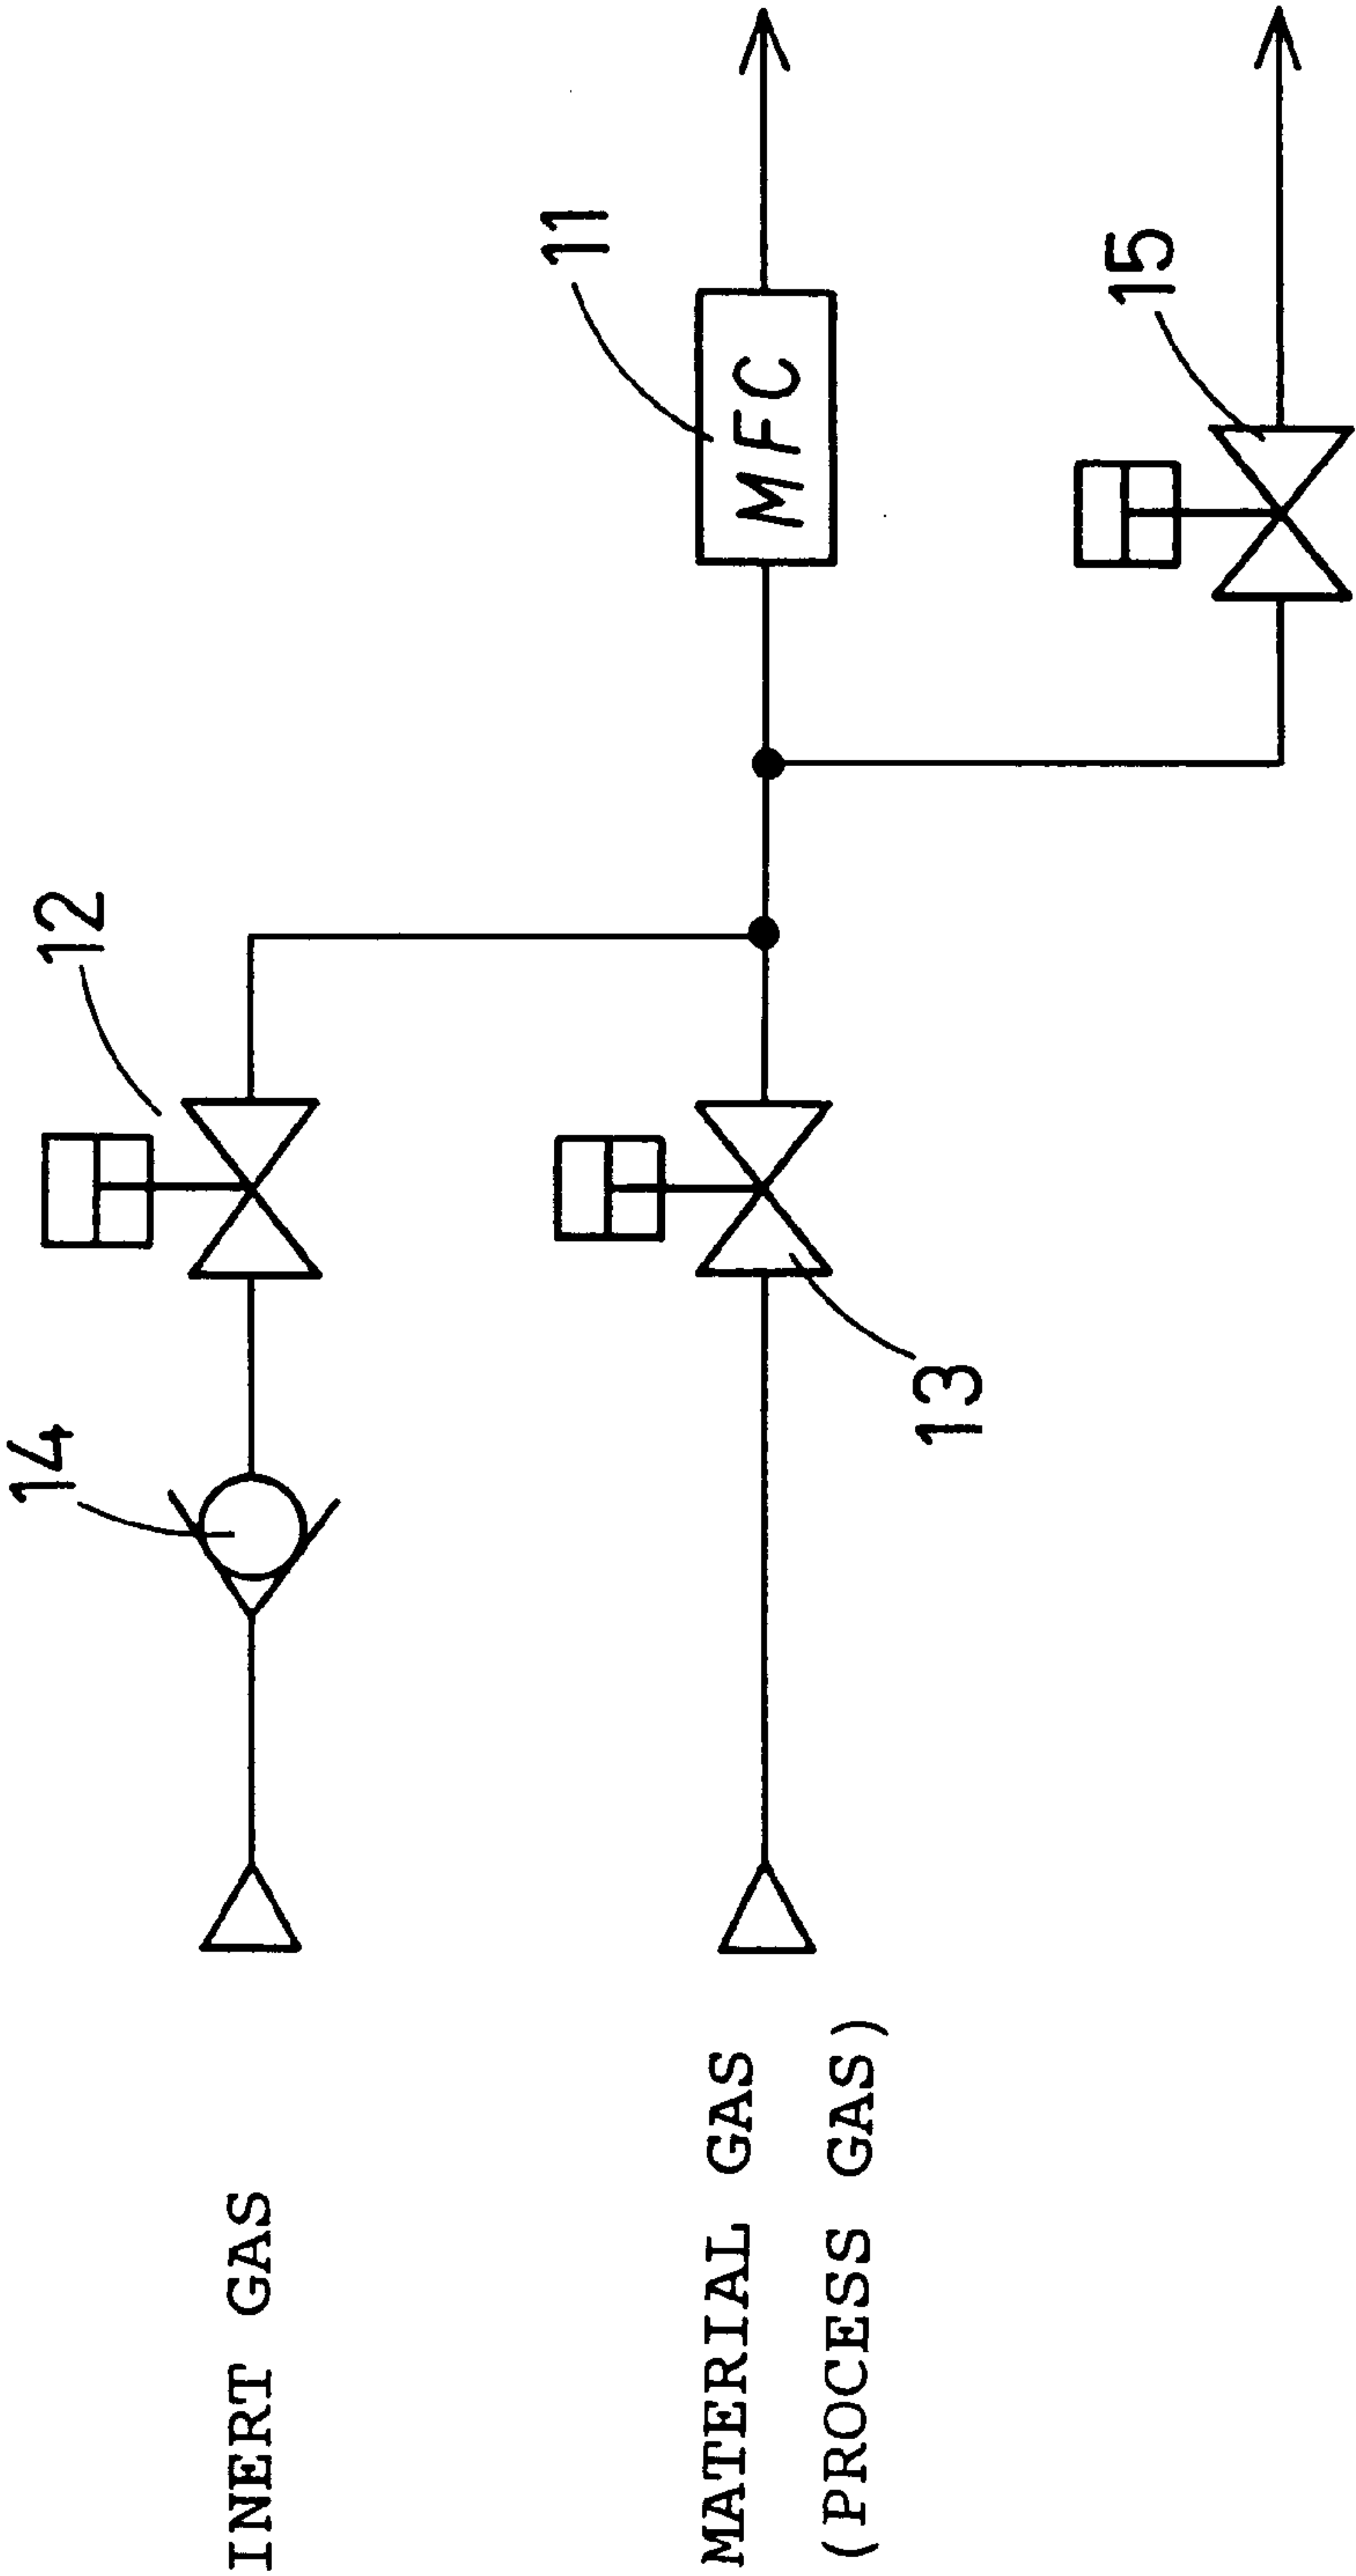 INERT GAS
14
12
MATERIAL GAS
(PROCESS GAS)
13
11
MFC
15